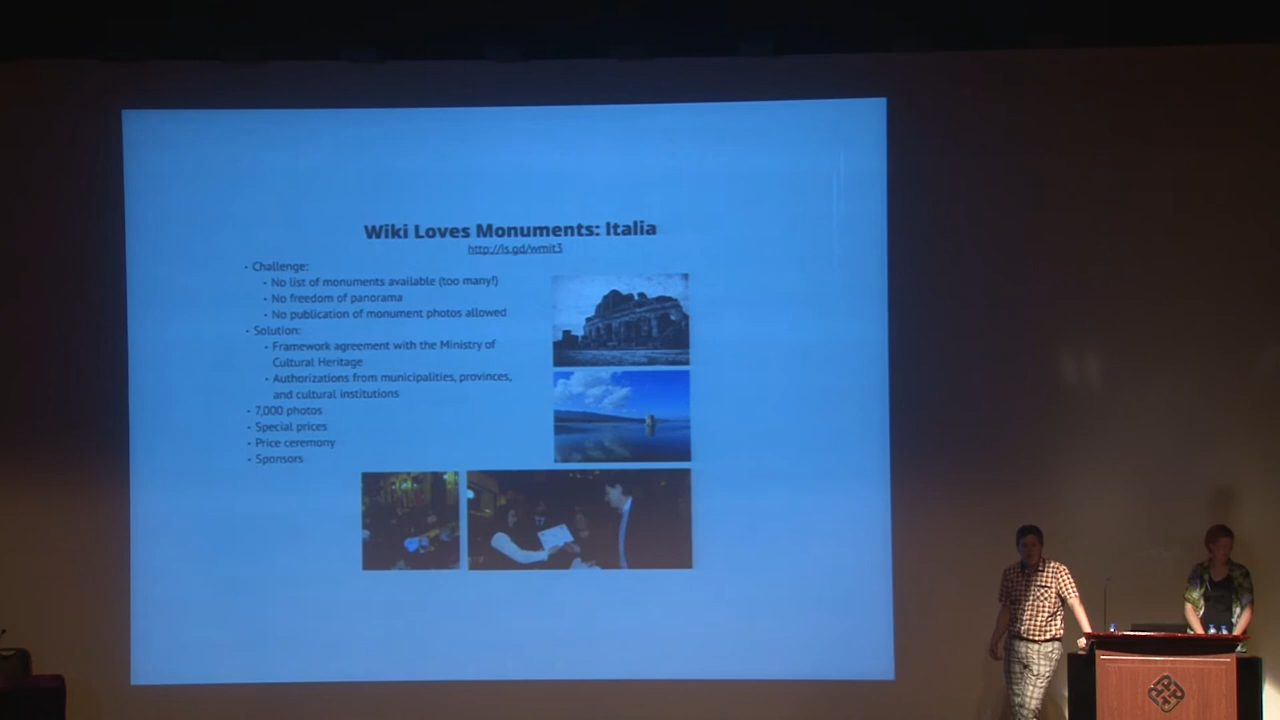 Wiki Loves Monuments: Italia
http://is.gd/wmit3
- Challenge:
- No list of monuments available (too many!)
- No freedom of panorama
- No publication of monument photos allowed
- Solution:
- Framework agreement with the Ministry of
Cultural Heritage
- Authorizations from municipalities, provinces,
and cultural institutions
- 7,000 photos
- Special prices
- Price ceremony
- Sponsors